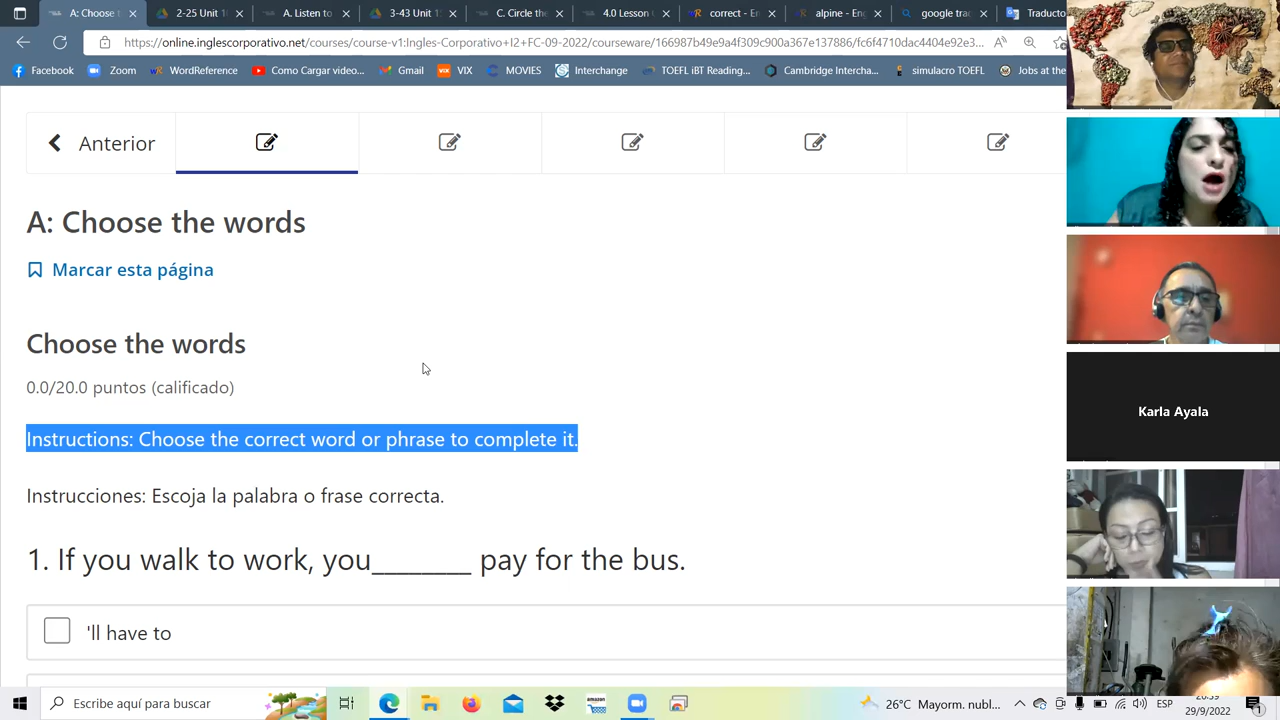 A: Choose t
2-25 Unit 1
A. Listen to
3-43 Unit 1
C. Circle the
4.0 Lesson
correct - En
alpine - Eng
google tra
Traducto
https://online.inglescorporativo.net/courses/course-v1:Ingles-Corporativo+I2+FC-09-2022/courseware/166987b49e9a4f309c900a367e137886/fc6f4710dac4404e92e3...
Facebook
Zoom
WordReference
Como Cargar video...
Gmail
VIX
MOVIES
Interchange
TOEFL iBT Reading...
Cambridge Intercha...
simulacro TOEFL
Jobs at the
Anterior
A: Choose the words
Marcar esta página
Choose the words
0.0/20.0 puntos (calificado)
Instructions: Choose the correct word or phrase to complete it.
Instrucciones: Escoja la palabra o frase correcta.
1. If you walk to work, you________ pay for the bus.
'll have to
Karla Ayala
Escribe aquí para buscar
26°C Mayorm. nubl...
ESP
20:39
29/9/2022